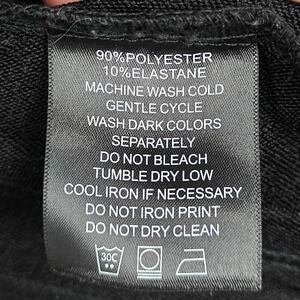 90%POLYESTER
10%ELASTANE
MACHINE WASH COLD
GENTLE CYCLE
WASH DARK COLORS
SEPARATELY
DO NOT BLEACH
TUMBLE DRY LOW
COOL IRON IF NECESSARY
DO NOT IRON PRINT
DO NOT DRY CLEAN
30C